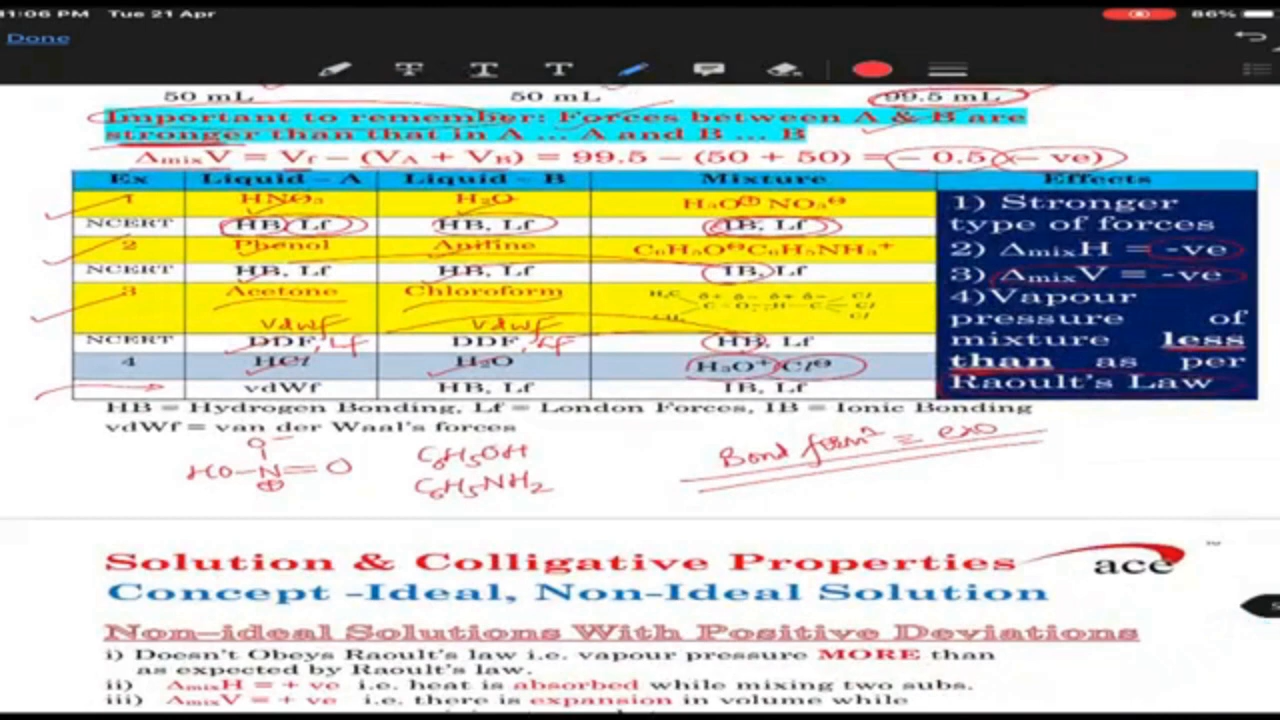 11:06 PM Tue 21 Apr
86%
Done
50 mL 50 mL 99.5 mL
Important to remember: Forces between A & B are
stronger than that in A ... A and B ... B
ΔmixV = Vf – (VA + VB) = 99.5 – (50 + 50) = – 0.5 (– ve)
Ex Liquid – A Liquid – B Mixture Effects
1 HNO₃ H₂O H₃O⊕ NO₃⊖
NCERT HB, Lf HB, Lf IB, Lf
2 Phenol Aniline C₆H₅O⊖C₆H₅NH₃⁺
NCERT HB, Lf HB, Lf IB, Lf
3 Acetone Chloroform
H₃C δ+ δ– δ+ δ– Cl
C – O H – C Cl
CH₃ Cl
Vdwf Vdwf
NCERT DDF, Lf DDF, Lf HB, Lf
4 HCl H₂O H₃O⁺ Cl⊖
vdWf HB, Lf IB, Lf
1) Stronger
type of forces
2) ΔmixH = -ve
3) ΔmixV = -ve
4)Vapour
pressure of
mixture less
than as per
Raoult's Law
HB = Hydrogen Bonding, Lf = London Forces, IB = Ionic Bonding
vdWf = van der Waal's forces
O⁻
HO–N=O
⊕
C₆H₅OH
C₆H₅NH₂
Bond formⁿ = exo
Solution & Colligative Properties
ace
TM
Concept -Ideal, Non-Ideal Solution
Non–ideal Solutions With Positive Deviations
i) Doesn't Obeys Raoult's law i.e. vapour pressure MORE than
as expected by Raoult's law.
ii) ΔmixH = + ve i.e. heat is absorbed while mixing two subs.
iii) ΔmixV = + ve i.e. there is expansion in volume while